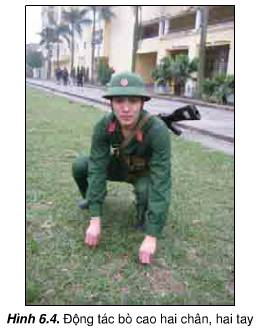 Hình 6.4. Động tác bò cao hai chân, hai tay